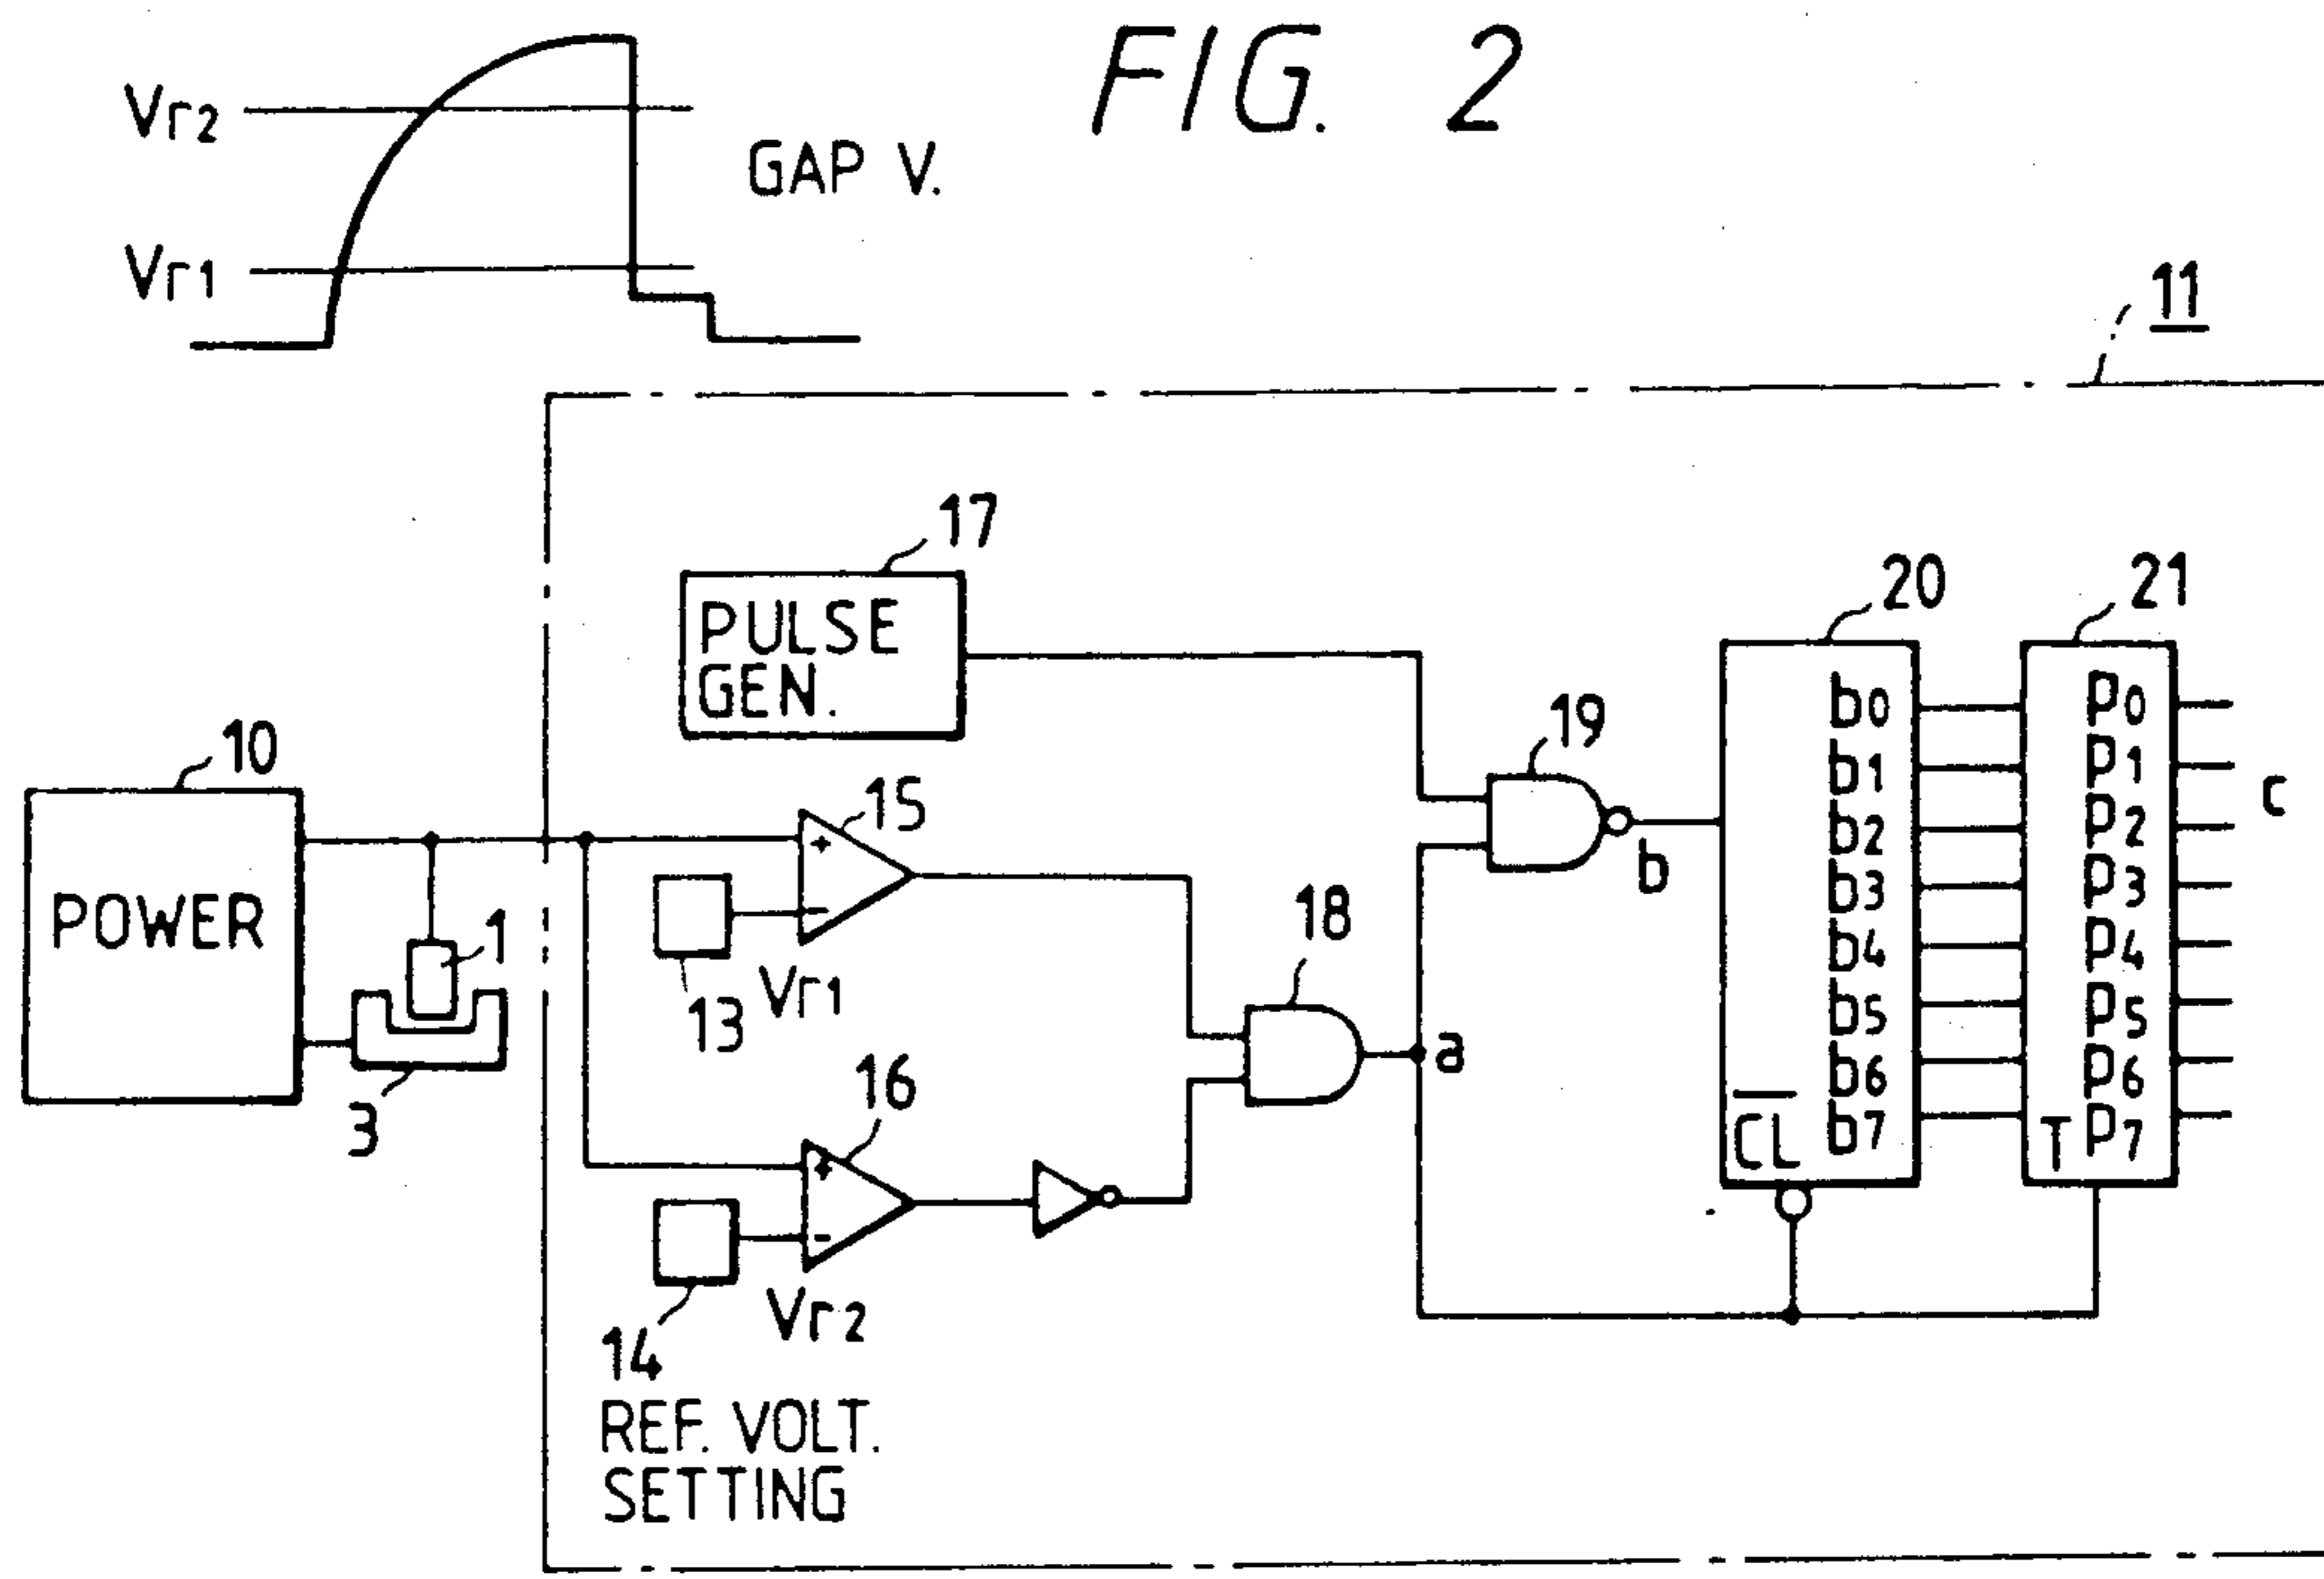 FIG. 2
Vr2
GAP V.
Vr1
11
17
PULSE
GEN.
20
21
10
POWER
15
+
-
13
Vr1
1
3
19
b
18
a
16
+
-
14
Vr2
REF. VOLT.
SETTING
b0
b1
b2
b3
b4
b5
b6
b7
CL
P0
P1
P2
P3
P4
P5
P6
P7
T
c